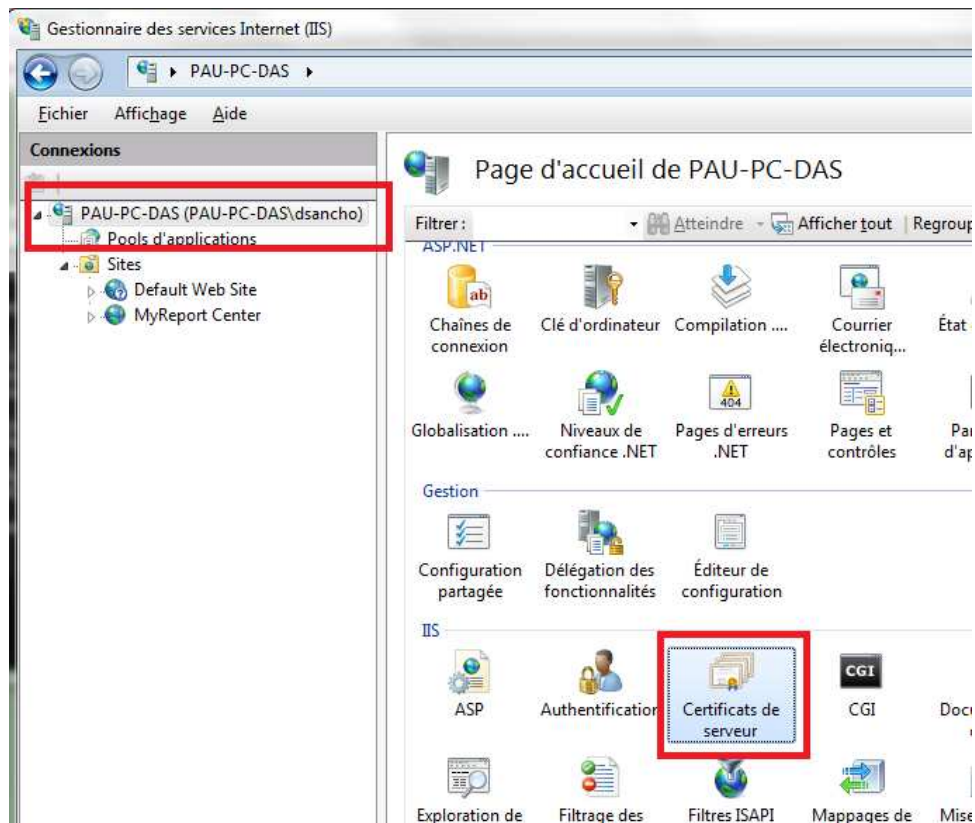 Gestionnaire des services Internet (IIS)
PAU-PC-DAS
Fichier Affichage Aide
Connexions
PAU-PC-DAS (PAU-PC-DAS\dsancho)
Pools d'applications
Sites
Default Web Site
MyReport Center
Page d'accueil de PAU-PC-DAS
Filtrer : Atteindre Afficher tout Regroup
ASP.NET
ab
Chaînes de connexion
Clé d'ordinateur
Compilation ....
Courrier électroniq...
État
404
Globalisation ....
Niveaux de confiance .NET
Pages d'erreurs .NET
Pages et contrôles
Par
d'ap
Gestion
Configuration partagée
Délégation des fonctionnalités
Éditeur de configuration
IIS
CGI
ASP
Authentification
Certificats de serveur
CGI
Docu
Exploration de
Filtrage des
Filtres ISAPI
Mappages de
Mise